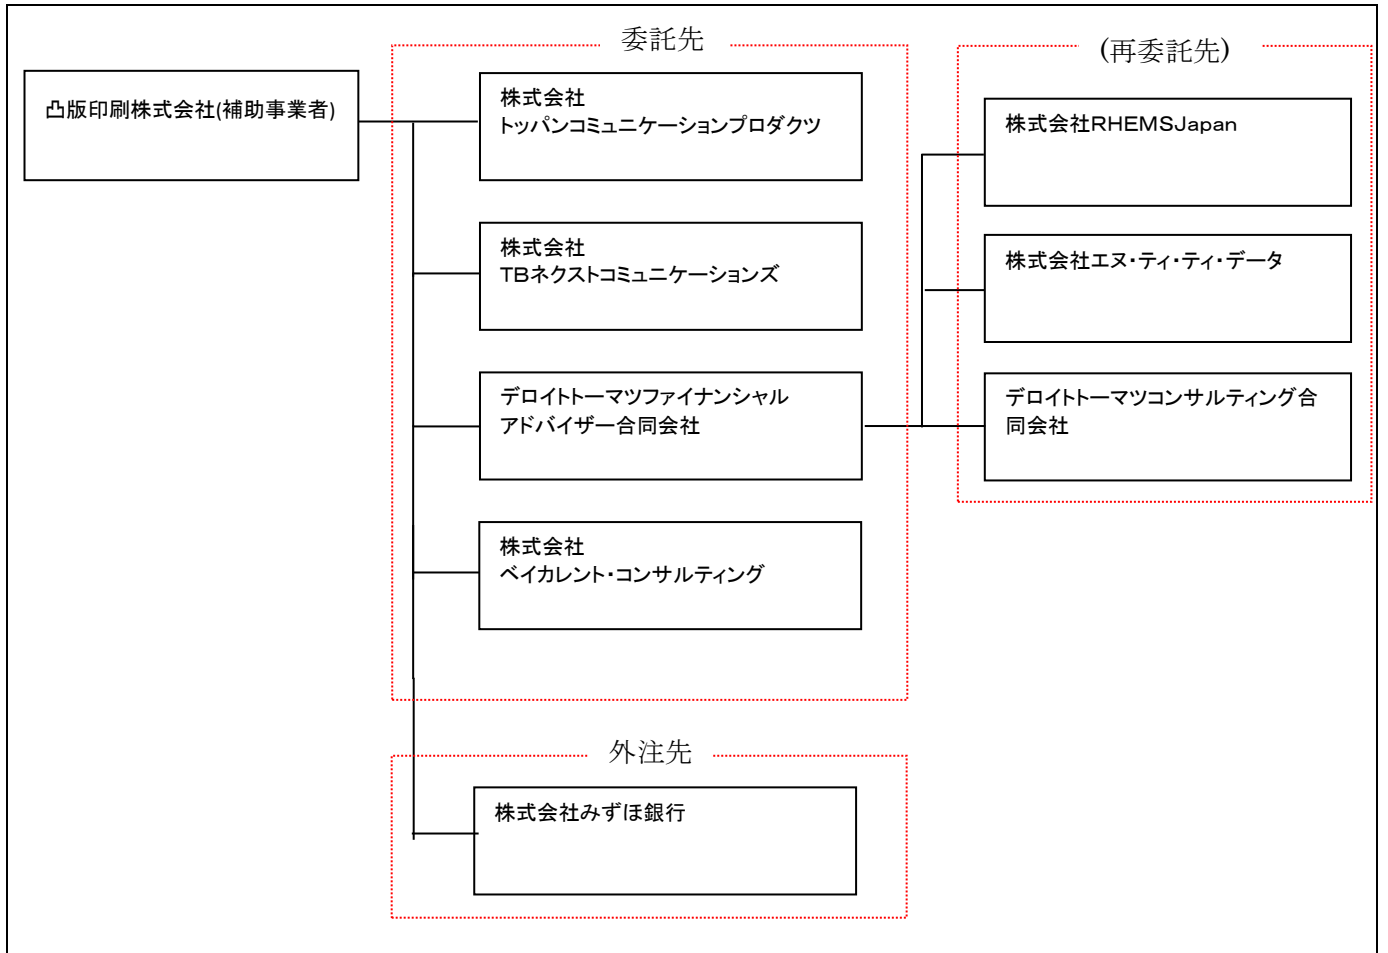 委託先
(再委託先)
凸版印刷株式会社(補助事業者)
株式会社
トッパンコミュニケーションプロダクツ
株式会社RHEMSJapan
株式会社
TBネクストコミュニケーションズ
株式会社エヌ・ティ・ティ・データ
デロイトトーマツファイナンシャル
アドバイザー合同会社
デロイトトーマツコンサルティング合
同会社
株式会社
ベイカレント・コンサルティング
外注先
株式会社みずほ銀行